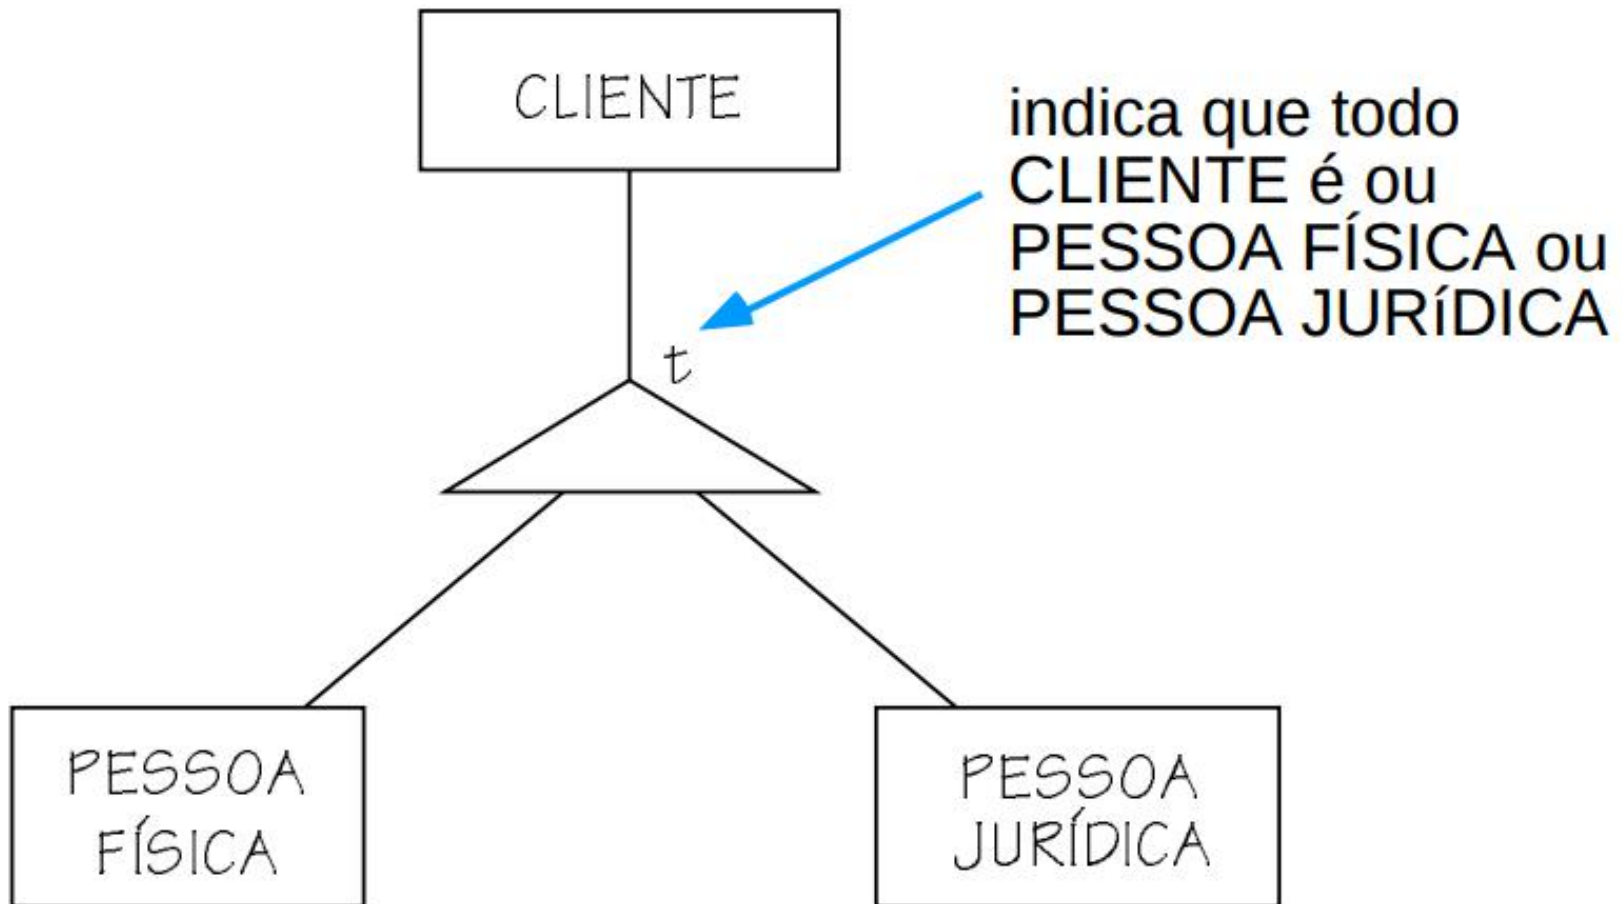 CLIENTE
indica que todo
CLIENTE é ou
PESSOA FÍSICA ou
PESSOA JURíDICA
t
PESSOA
FÍSICA
PESSOA
JURÍDICA